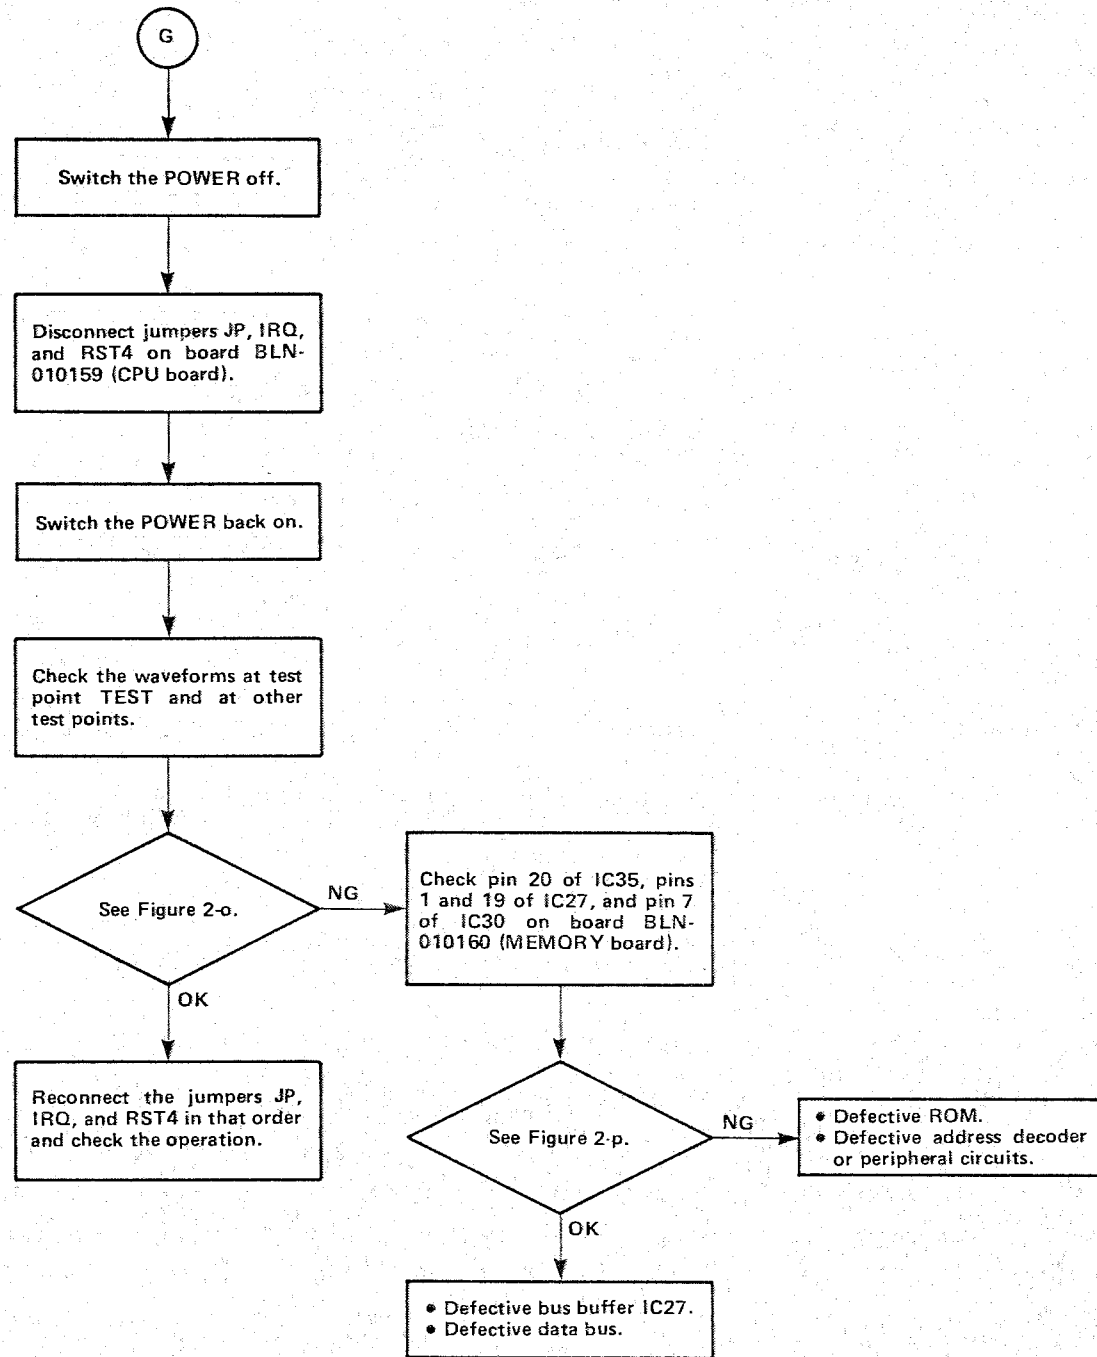 G
Switch the POWER off.
Disconnect jumpers JP, IRQ,
and RST4 on board BLN-
010159 (CPU board).
Switch the POWER back on.
Check the waveforms at test
point TEST and at other
test points.
See Figure 2-o.
NG
Check pin 20 of IC35, pins
1 and 19 of IC27, and pin 7
of IC30 on board BLN-
010160 (MEMORY board).
OK
Reconnect the jumpers JP,
IRQ, and RST4 in that order
and check the operation.
See Figure 2-p.
NG
• Defective ROM.
• Defective address decoder
or peripheral circuits.
OK
• Defective bus buffer IC27.
• Defective data bus.